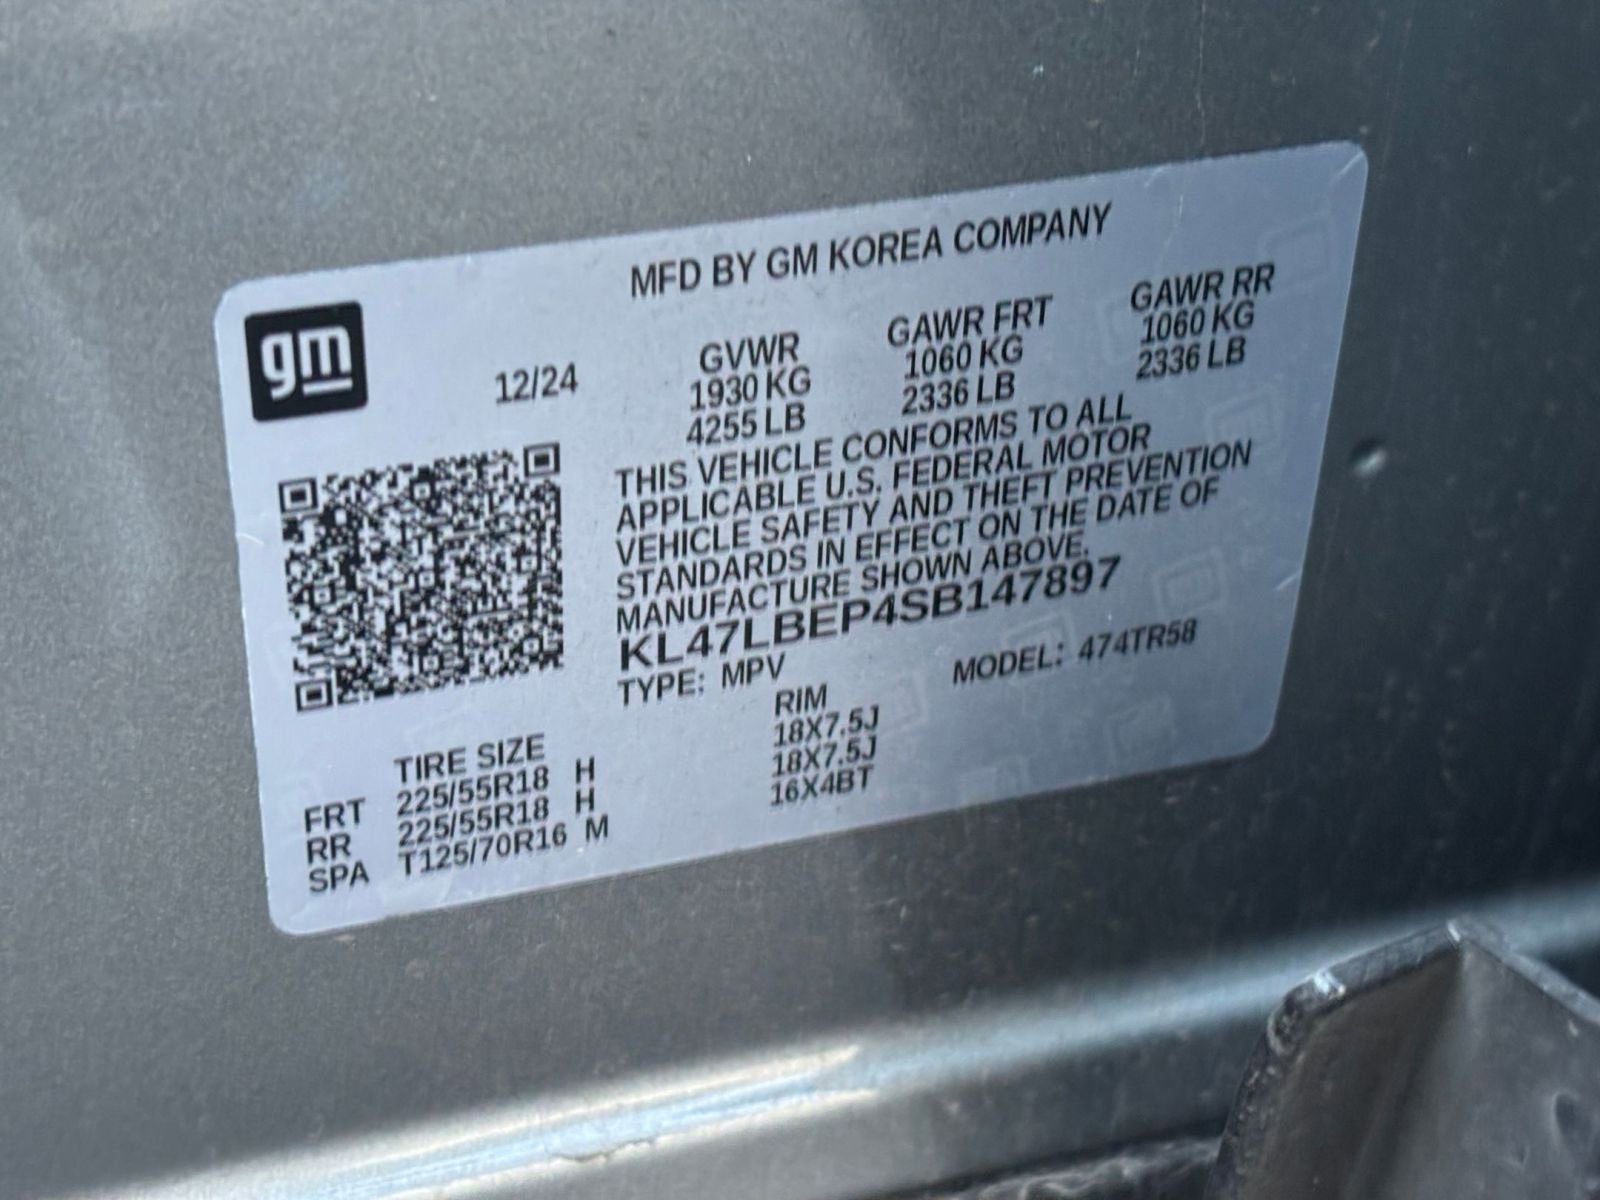 MFD BY GM KOREA COMPANY
gm
12/24
GVWR GAWR FRT GAWR RR
1930 KG 1060 KG 1060 KG
4255 LB 2336 LB 2336 LB
THIS VEHICLE CONFORMS TO ALL
APPLICABLE U.S. FEDERAL MOTOR
VEHICLE SAFETY AND THEFT PREVENTION
STANDARDS IN EFFECT ON THE DATE OF
MANUFACTURE SHOWN ABOVE.
KL47LBEP4SB147897
TYPE: MPV MODEL: 474TR58
TIRE SIZE RIM
FRT 225/55R18 H 18X7.5J
RR 225/55R18 H 18X7.5J
SPA T125/70R16 M 16X4BT